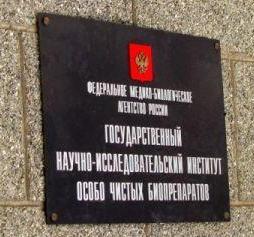 ФЕДЕРАЛЬНОЕ МЕДИКО-БИОЛОГИЧЕСКОЕ
АГЕНТСТВО РОССИИ
ГОСУДАРСТВЕННЫЙ
НАУЧНО-ИССЛЕДОВАТЕЛЬСКИЙ ИНСТИТУТ
ОСОБО ЧИСТЫХ БИОПРЕПАРАТОВ